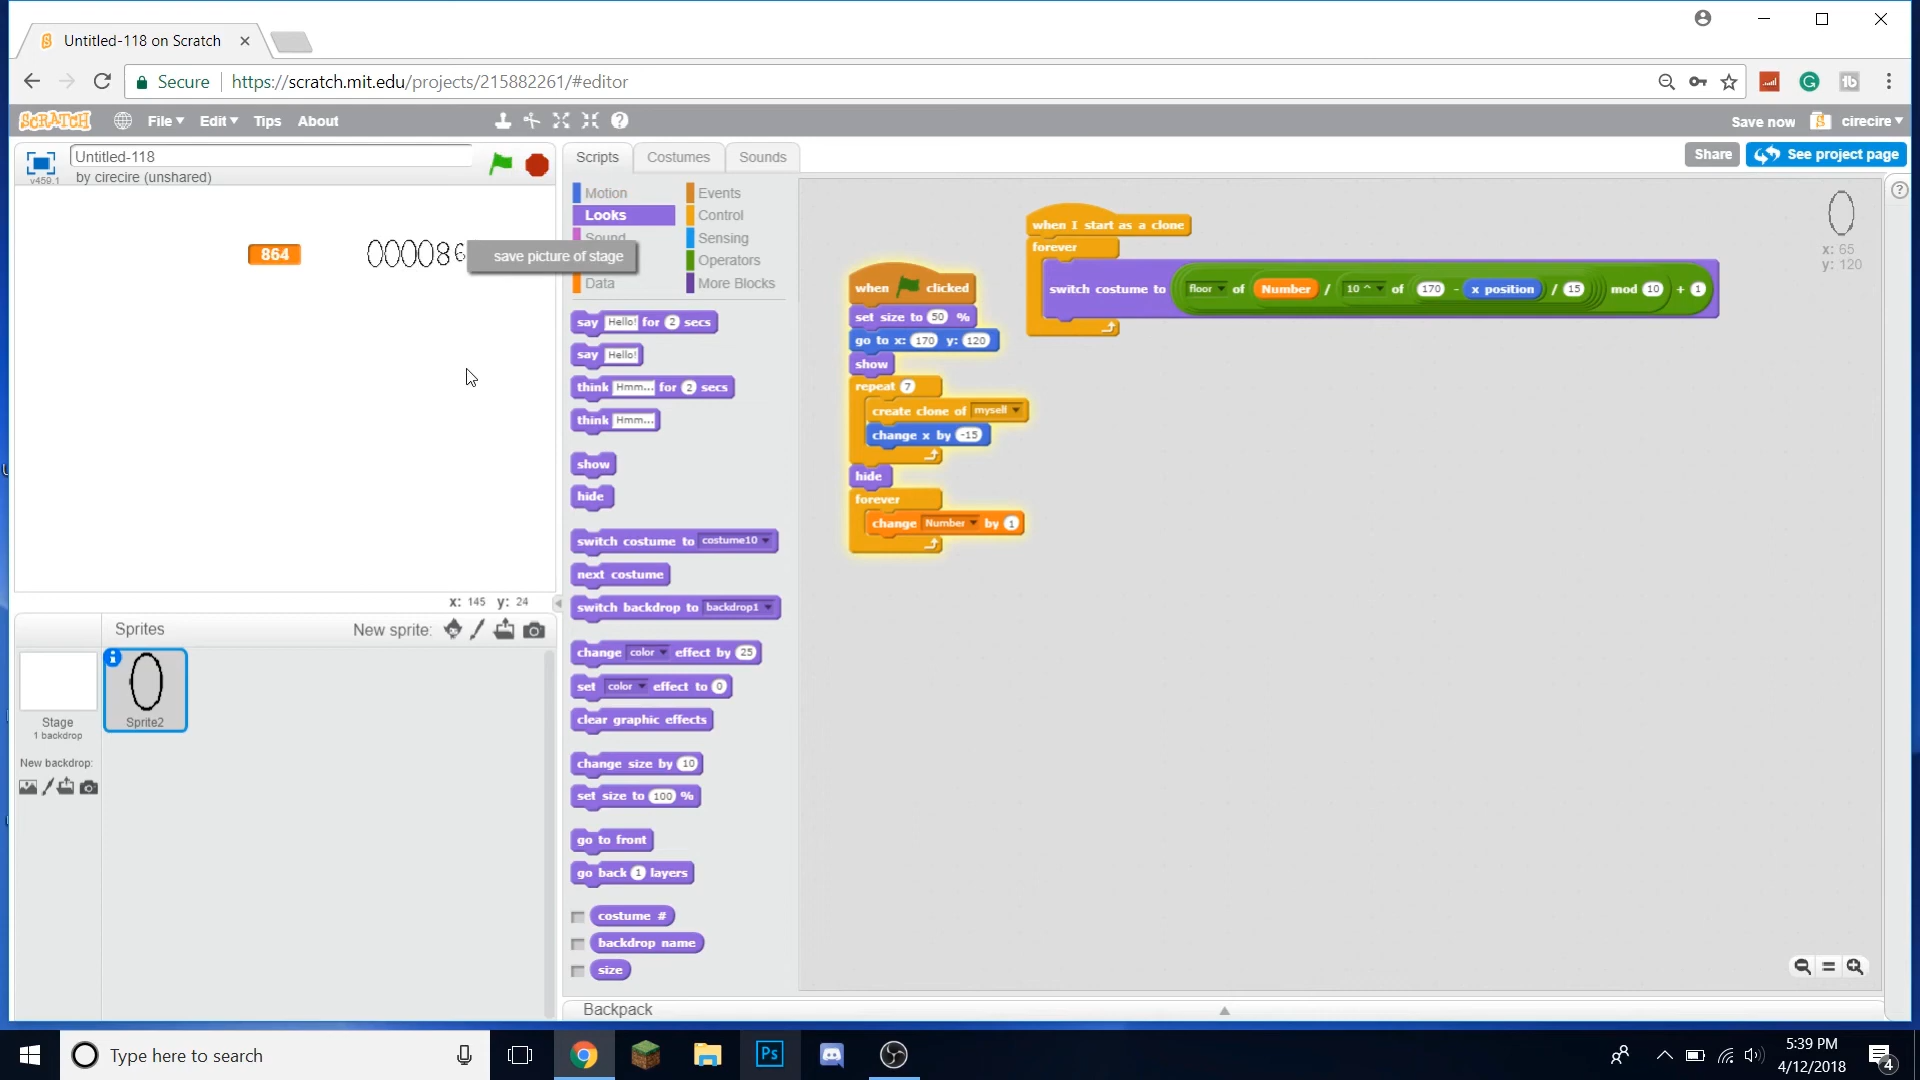 Untitled-118 on Scratch
Secure
https://scratch.mit.edu/projects/215882261/#editor
SCRATCH
File
Edit
Tips
About
Save now
cirecire
v459.1
Untitled-118
by cirecire (unshared)
Scripts
Costumes
Sounds
Share
See project page
Motion
Events
Looks
Control
Sound
Sensing
Operators
Data
More Blocks
864
000086
save picture of stage
say Hello! for 2 secs
say Hello!
think Hmm... for 2 secs
think Hmm...
show
hide
switch costume to costume10
next costume
switch backdrop to backdrop1
change color effect by 25
set color effect to 0
clear graphic effects
change size by 10
set size to 100 %
go to front
go back 1 layers
costume #
backdrop name
size
when clicked
set size to 50 %
go to x: 170 y: 120
show
repeat 7
create clone of myself
change x by -15
hide
forever
change Number by 1
when I start as a clone
forever
switch costume to floor of Number / 10 ^ of 170 - x position / 15 mod 10 + 1
x: 65
y: 120
x: 145 y: 24
Sprites
New sprite:
Stage
1 backdrop
New backdrop:
Sprite2
Backpack
Type here to search
Ps
5:39 PM
4/12/2018
4